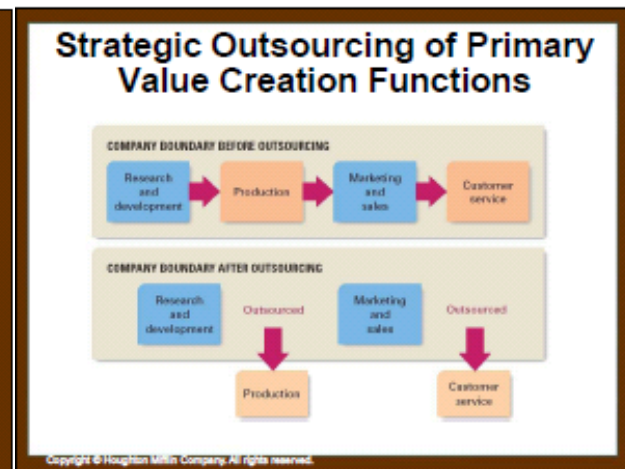 Strategic Outsourcing of Primary
Value Creation Functions
COMPANY BOUNDARY BEFORE OUTSOURCING
Research
and
development
Production
Marketing
and
sales
Customer
service
COMPANY BOUNDARY AFTER OUTSOURCING
Research
and
development
Outsourced
Marketing
and
sales
Outsourced
Production
Customer
service
Copyright © Houghton Mifflin Company. All rights reserved.